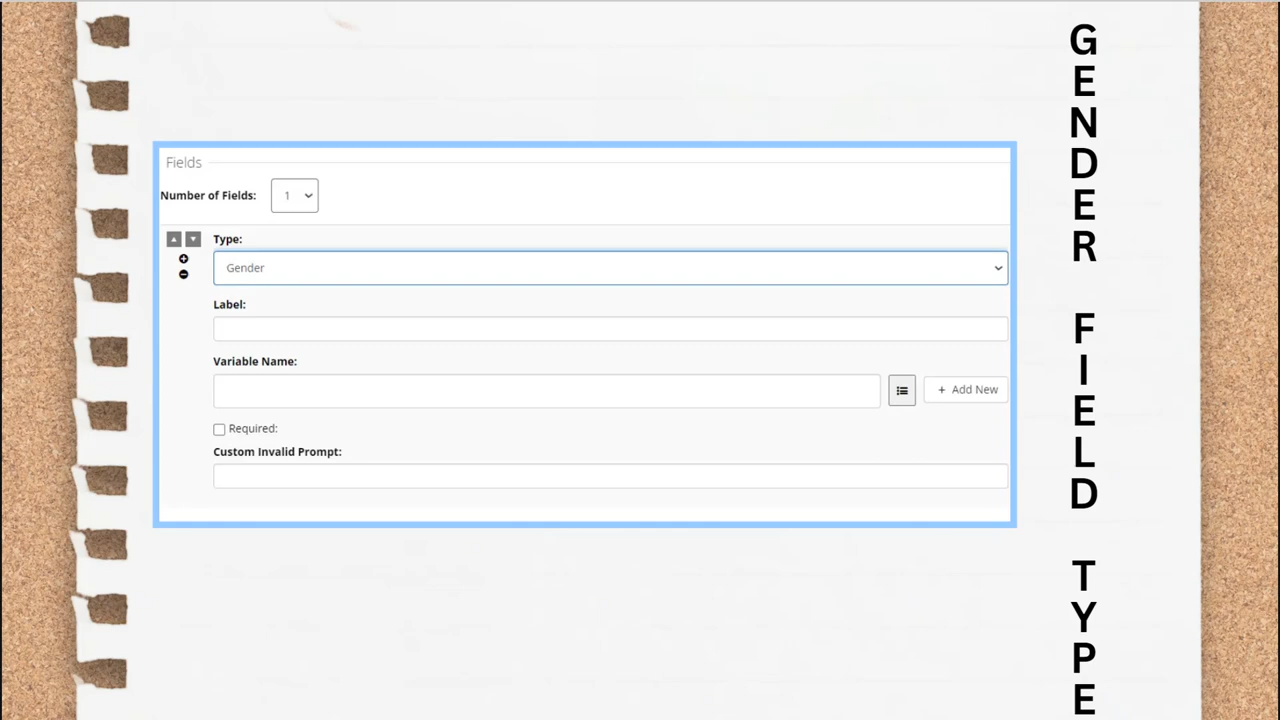 Fields
Number of Fields: 1
Type:
Gender
Label:
Variable Name:
+ Add New
Required:
Custom Invalid Prompt:
GENDER FIELD TYPE